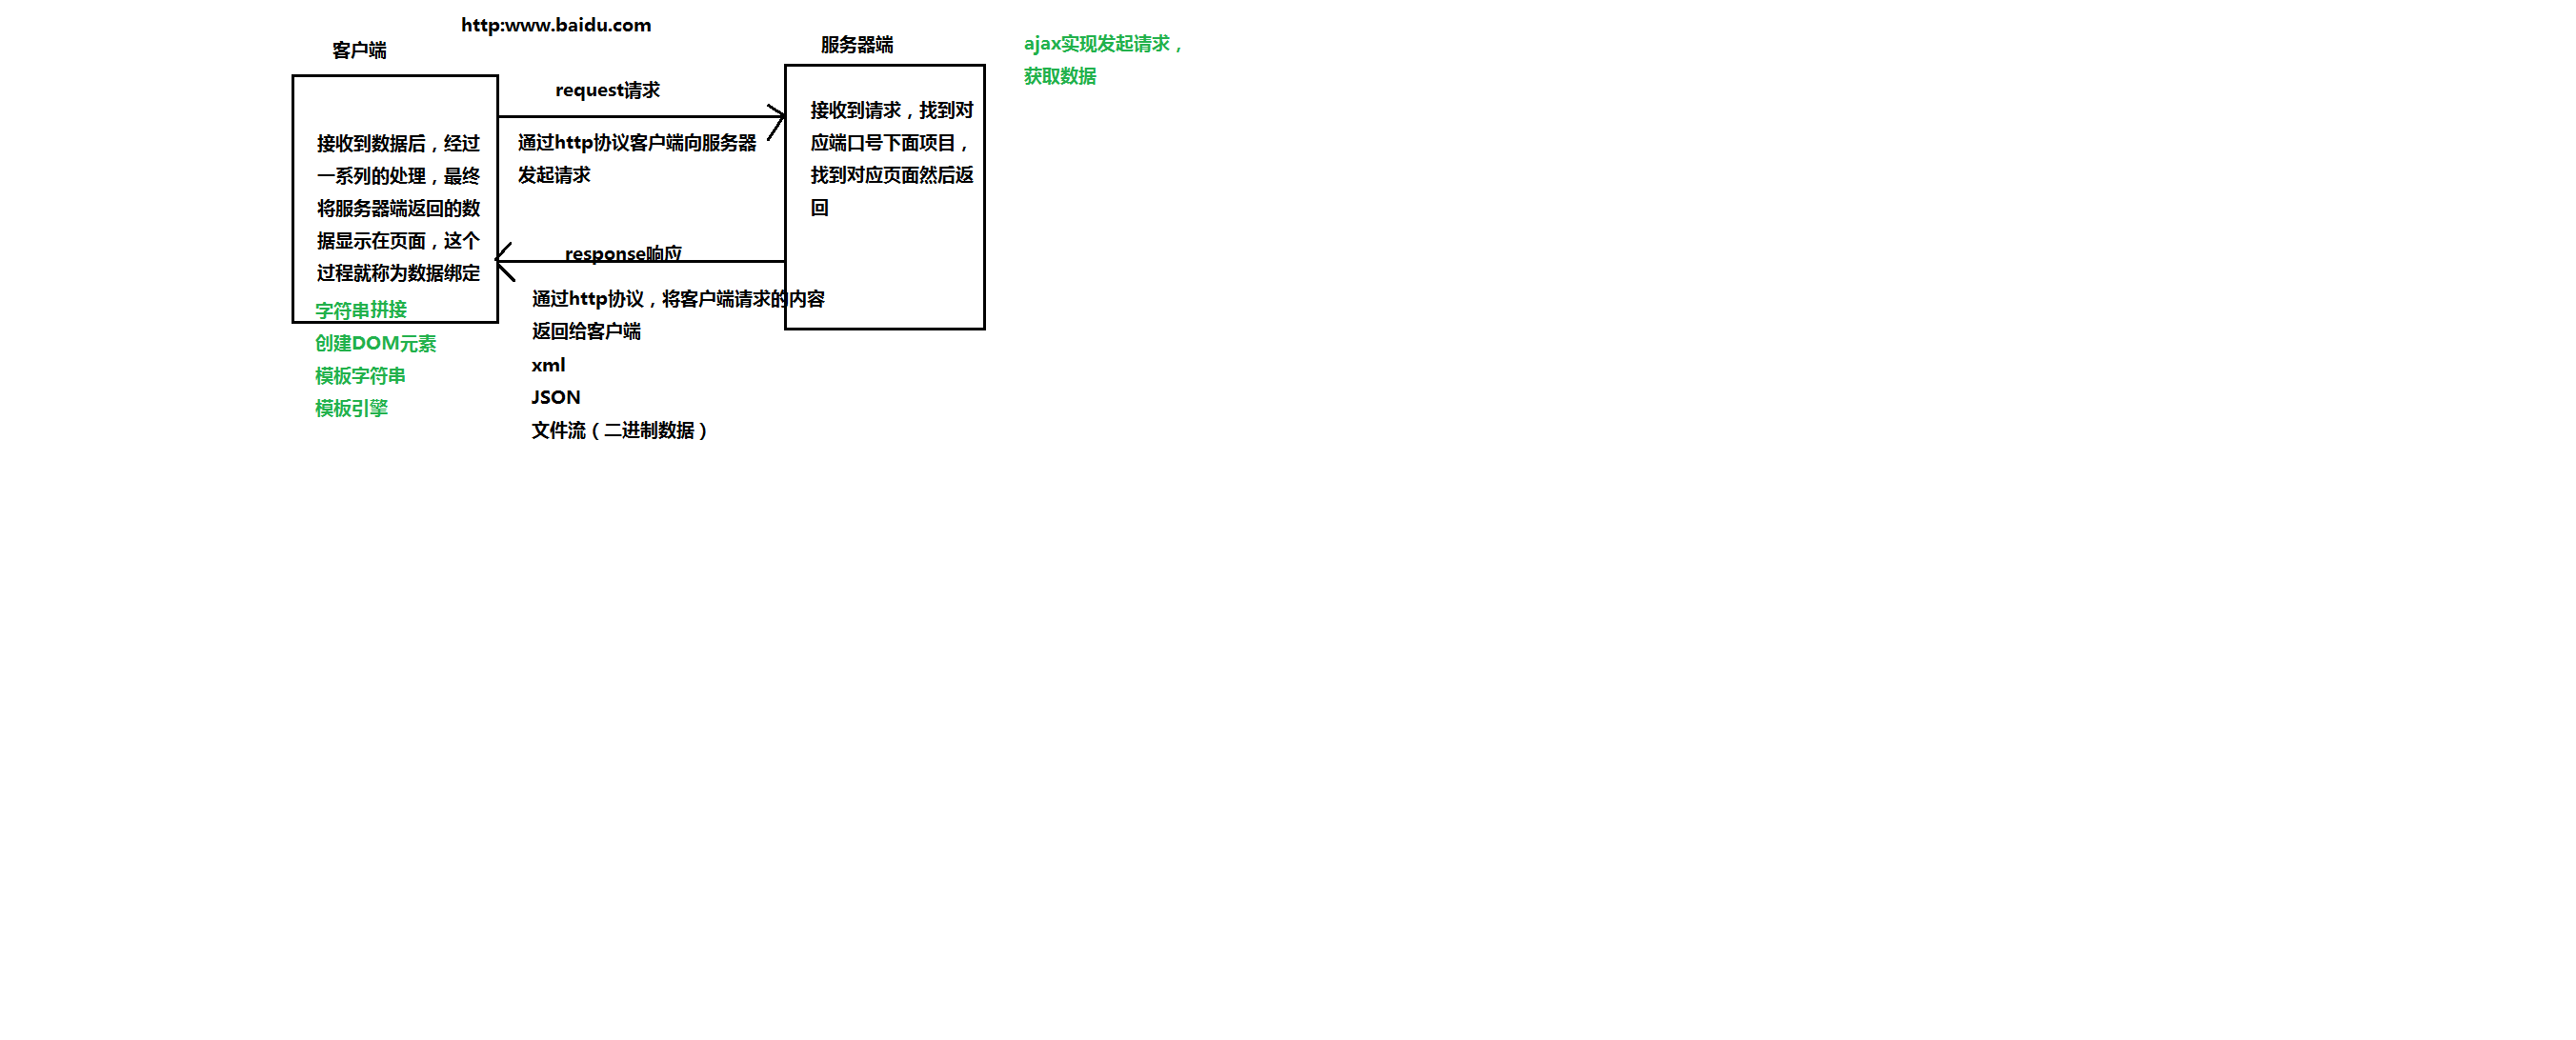 http:www.baidu.com
客户端
服务器端
ajax实现发起请求，
获取数据
request请求
通过http协议客户端向服务器
发起请求
接收到请求，找到对
应端口号下面项目，
找到对应页面然后返
回
接收到数据后，经过
一系列的处理，最终
将服务器端返回的数
据显示在页面，这个
过程就称为数据绑定
字符串拼接
创建DOM元素
模板字符串
模板引擎
response响应
通过http协议，将客户端请求的内容
返回给客户端
xml
JSON
文件流（二进制数据）